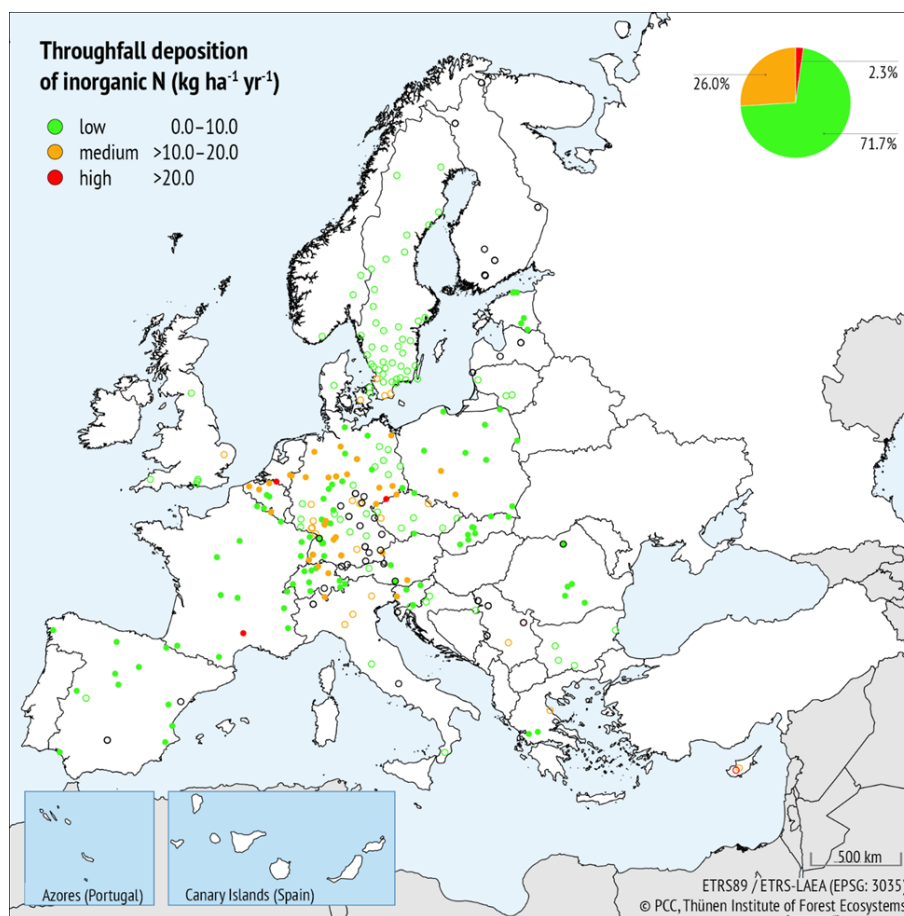 Throughfall deposition
of inorganic N (kg ha⁻¹ yr⁻¹)
low 0.0–10.0
medium >10.0–20.0
high >20.0
2.3%
26.0%
71.7%
Azores (Portugal)
Canary Islands (Spain)
500 km
ETRS89 / ETRS-LAEA (EPSG: 3035)
© PCC, Thünen Institute of Forest Ecosystems